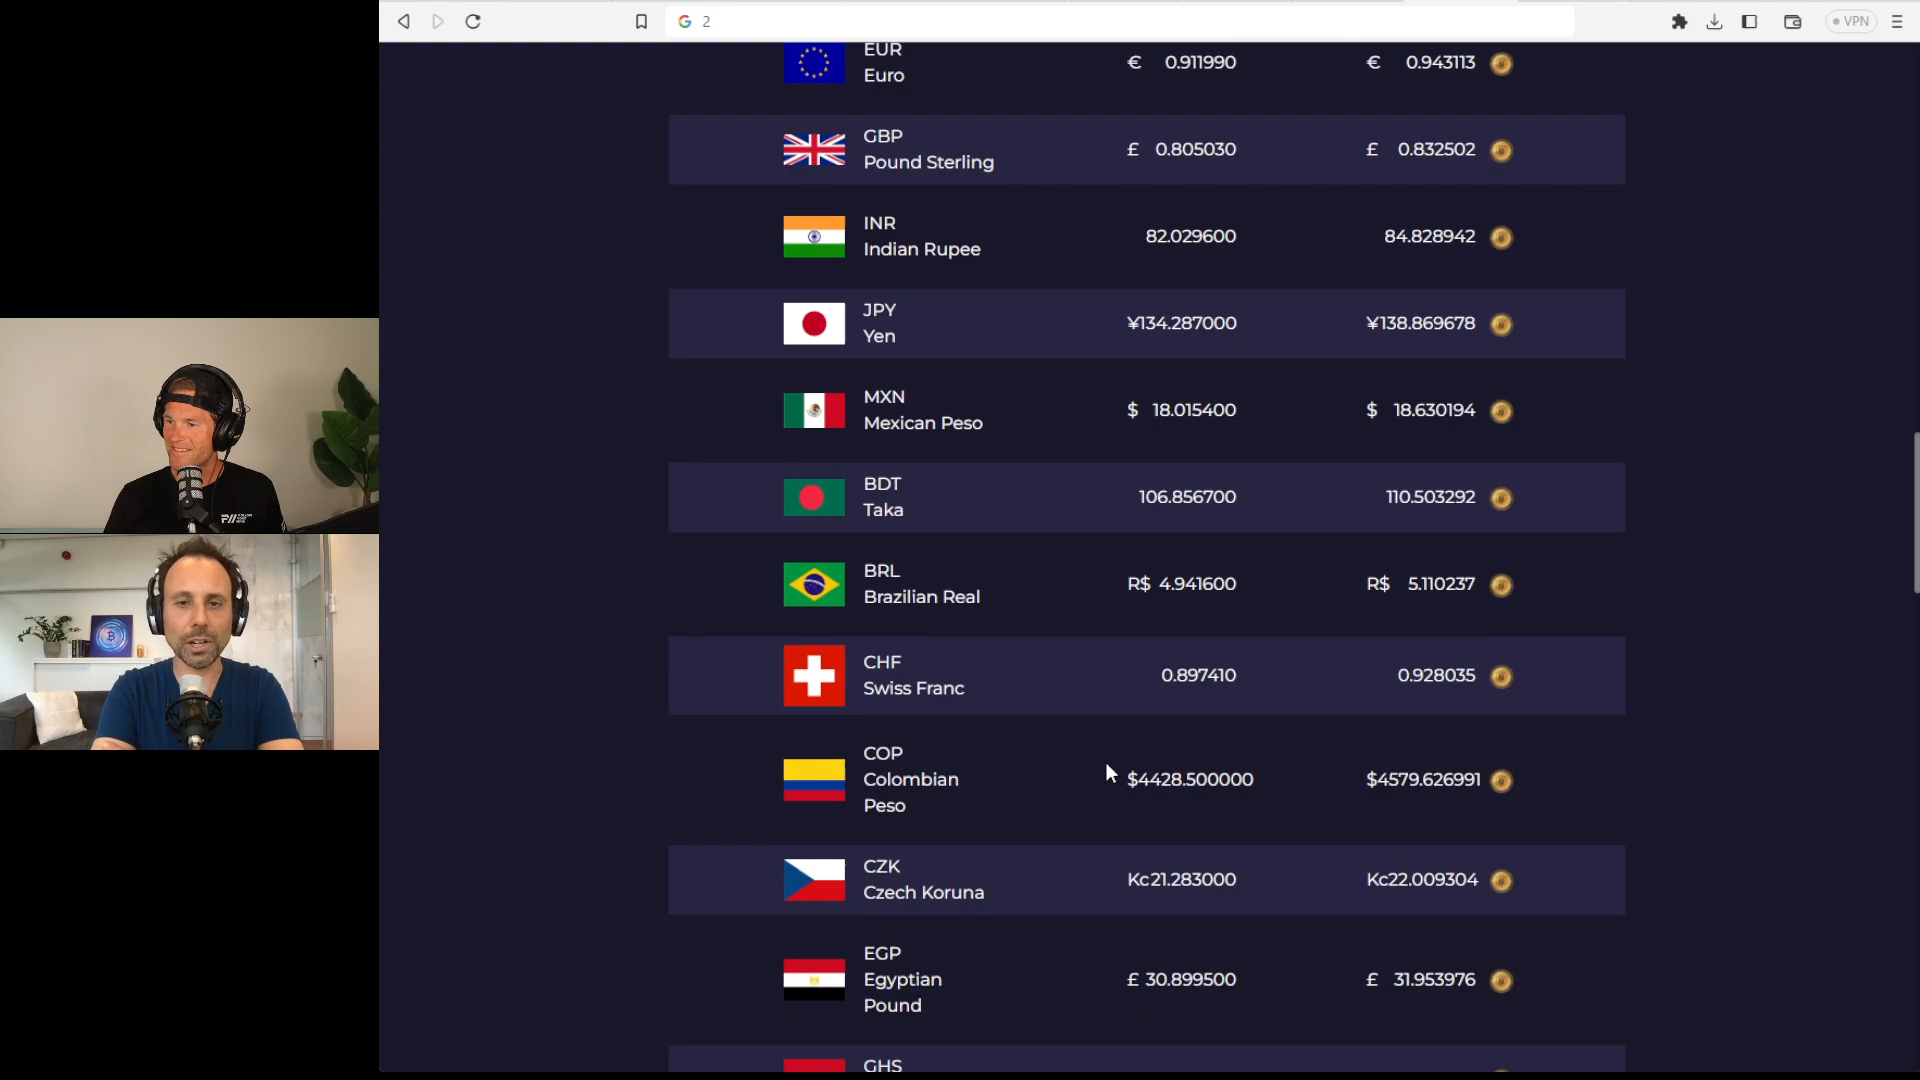 2
VPN
EUR
Euro
€ 0.911990
€ 0.943113
GBP
Pound Sterling
£ 0.805030
£ 0.832502
INR
Indian Rupee
82.029600
84.828942
JPY
Yen
¥134.287000
¥138.869678
MXN
Mexican Peso
$ 18.015400
$ 18.630194
BDT
Taka
106.856700
110.503292
BRL
Brazilian Real
R$ 4.941600
R$ 5.110237
CHF
Swiss Franc
0.897410
0.928035
COP
Colombian
Peso
$4428.500000
$4579.626991
CZK
Czech Koruna
Kc21.283000
Kc22.009304
EGP
Egyptian
Pound
£ 30.899500
£ 31.953976
GHS